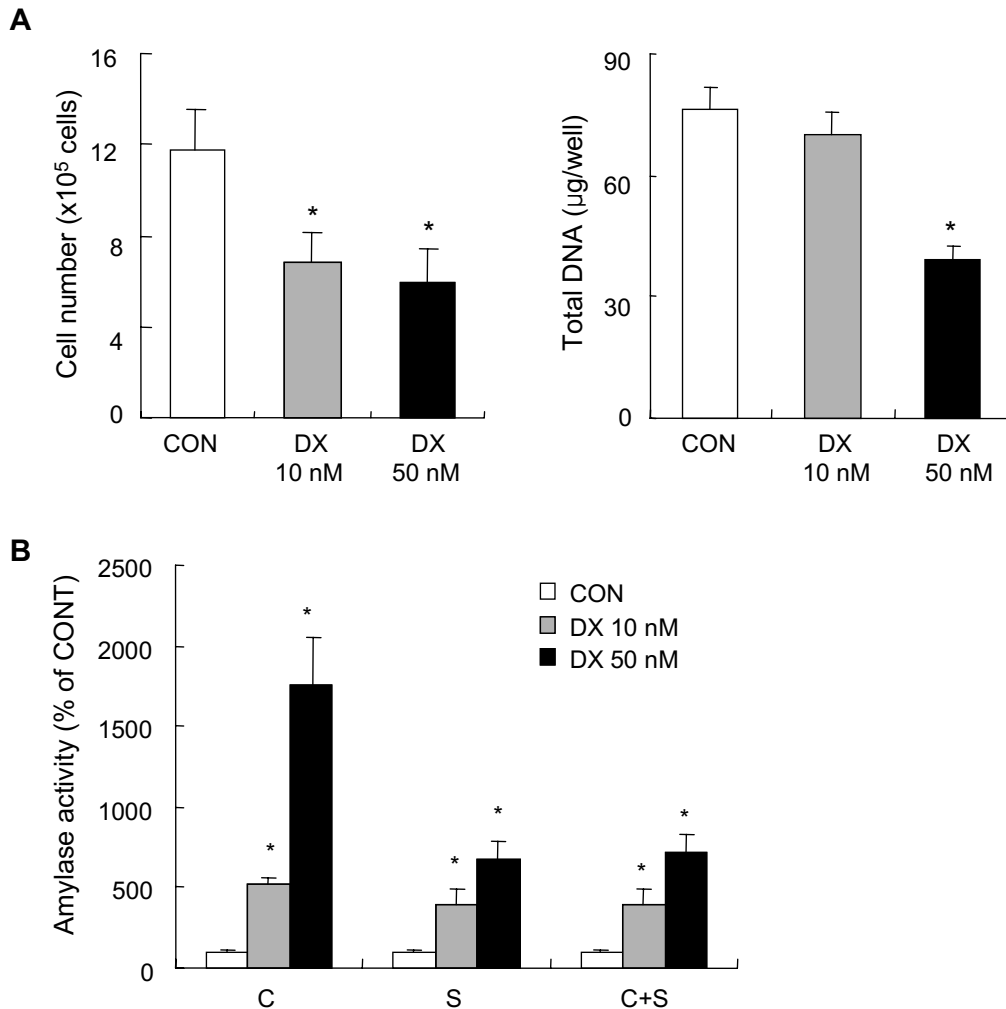 A
Cell number (x10⁵ cells)
16
12
8
4
0
*
*
CON
DX
10 nM
DX
50 nM
Total DNA (µg/well)
90
60
30
0
*
CON
DX
10 nM
DX
50 nM
B
Amylase activity (% of CONT)
2500
2000
1500
1000
500
0
CON
DX 10 nM
DX 50 nM
*
*
*
*
*
*
C
S
C+S